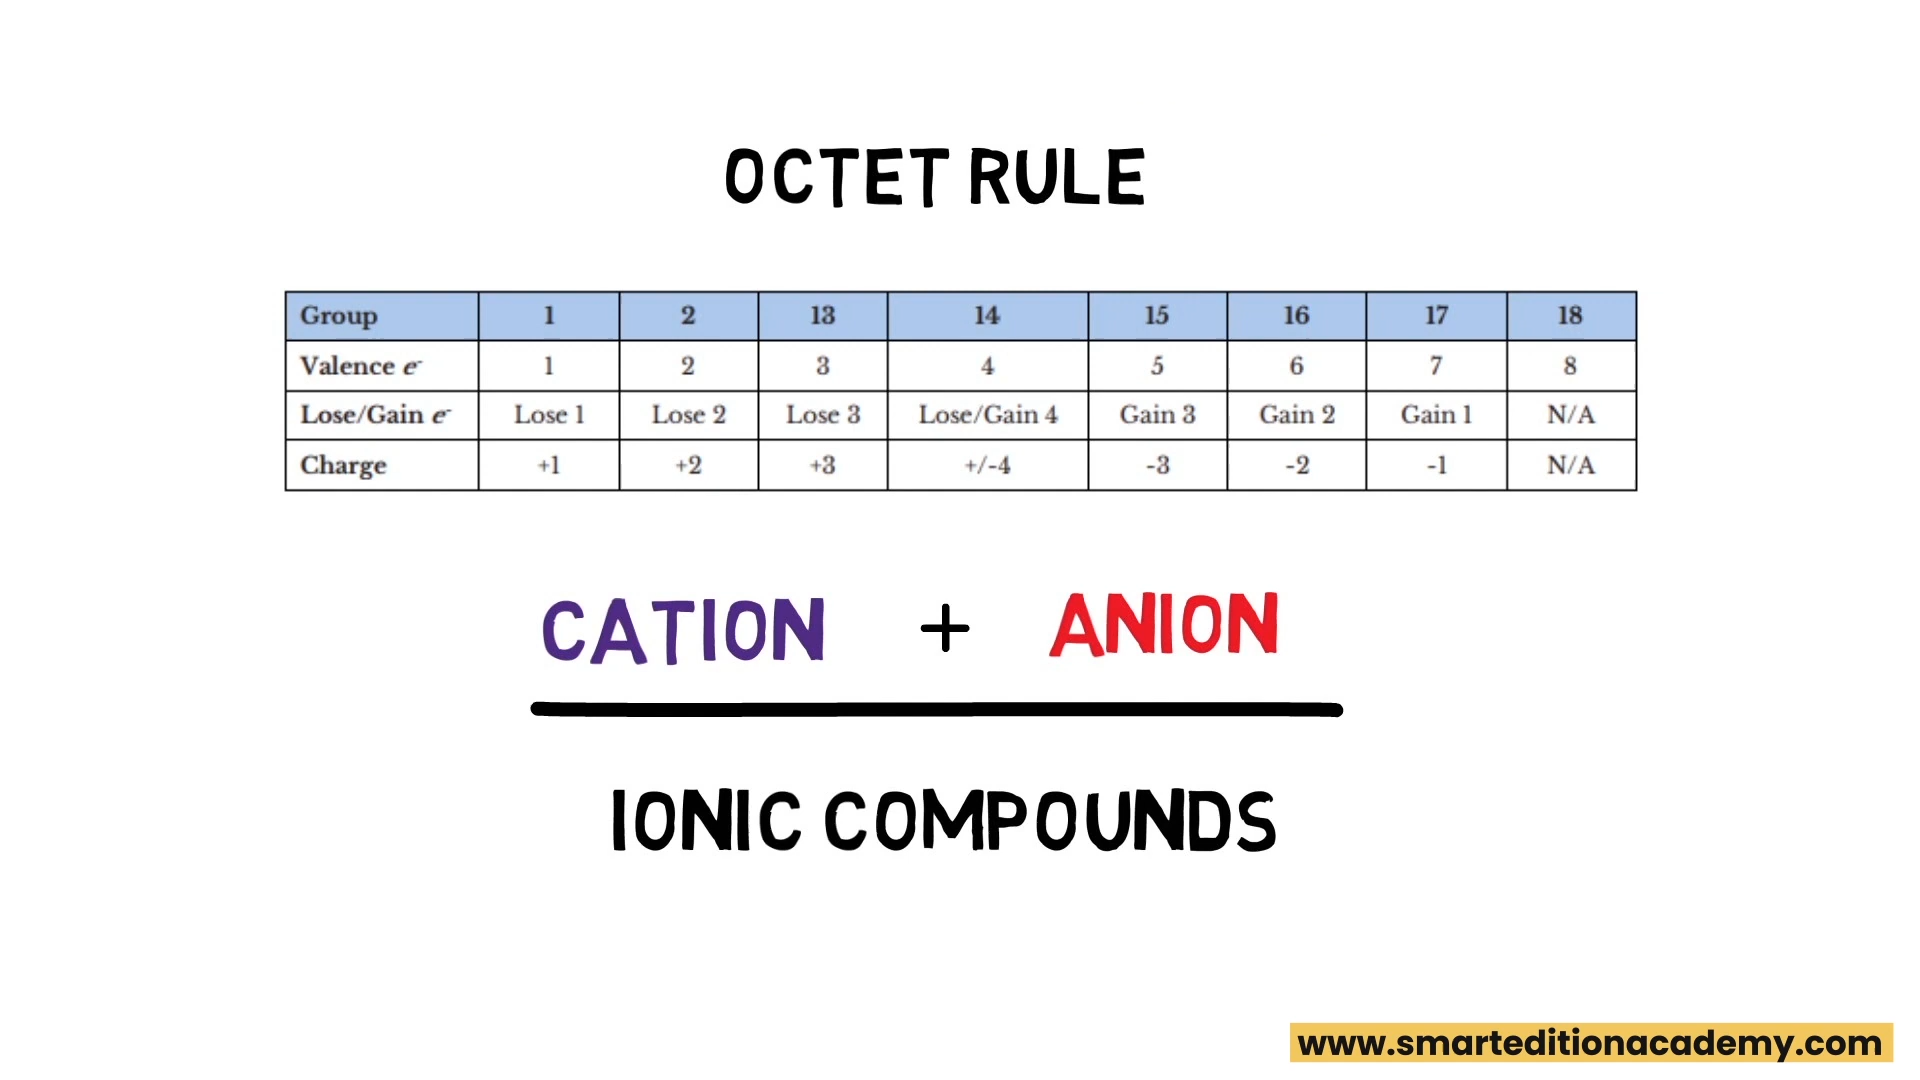 OCTET RULE
Group 1 2 13 14 15 16 17 18
Valence e⁻ 1 2 3 4 5 6 7 8
Lose/Gain e⁻ Lose 1 Lose 2 Lose 3 Lose/Gain 4 Gain 3 Gain 2 Gain 1 N/A
Charge +1 +2 +3 +/-4 -3 -2 -1 N/A
CATION + ANION
IONIC COMPOUNDS
www.smarteditionacademy.com